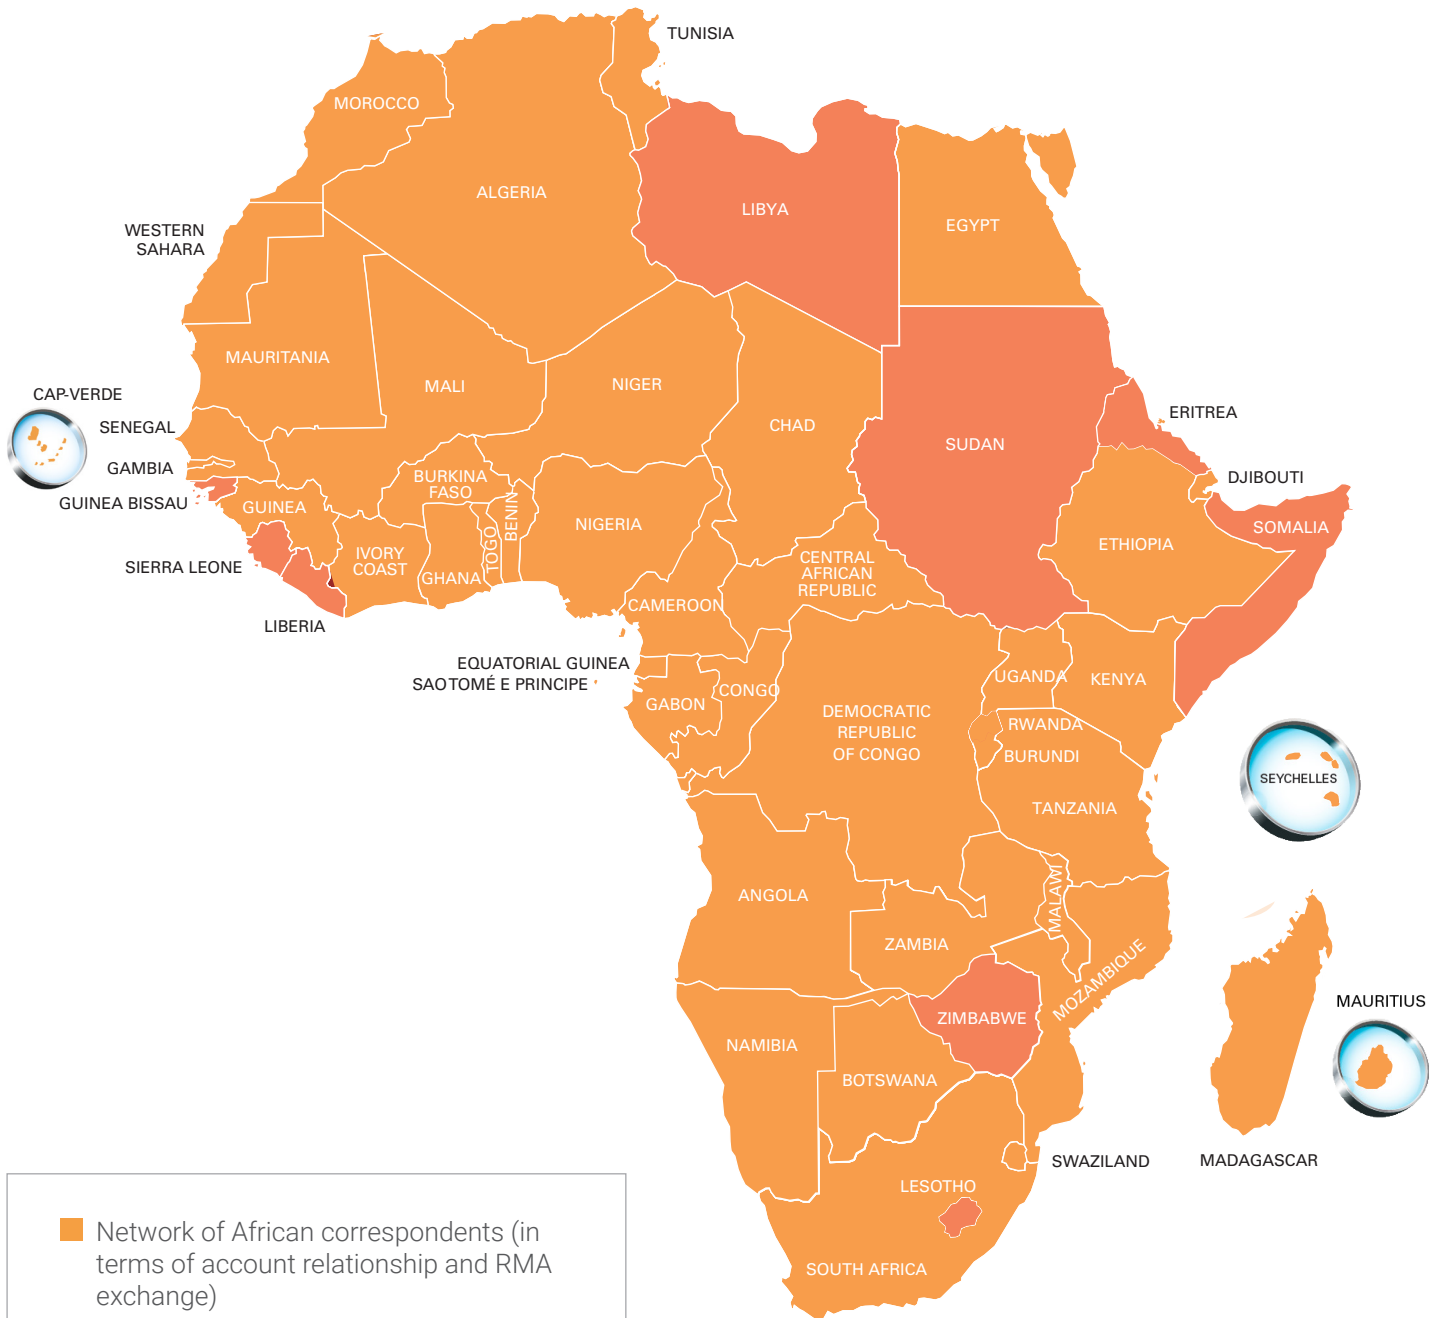 TUNISIA
MOROCCO
ALGERIA
LIBYA
EGYPT
WESTERN
SAHARA
MAURITANIA
MALI
NIGER
CHAD
SUDAN
ERITREA
CAP-VERDE
SENEGAL
GAMBIA
GUINEA BISSAU
GUINEA
BURKINA
FASO
BENIN
TOGO
NIGERIA
DJIBOUTI
SOMALIA
ETHIOPIA
SIERRA LEONE
IVORY
COAST
GHANA
CENTRAL
AFRICAN
REPUBLIC
CAMEROON
LIBERIA
EQUATORIAL GUINEA
SAO TOMÉ E PRINCIPE
GABON
CONGO
UGANDA
KENYA
DEMOCRATIC
REPUBLIC
OF CONGO
RWANDA
BURUNDI
TANZANIA
SEYCHELLES
ANGOLA
ZAMBIA
MALAWI
MOZAMBIQUE
ZIMBABWE
NAMIBIA
BOTSWANA
MAURITIUS
SWAZILAND
MADAGASCAR
LESOTHO
SOUTH AFRICA
Network of African correspondents (in
terms of account relationship and RMA
exchange)